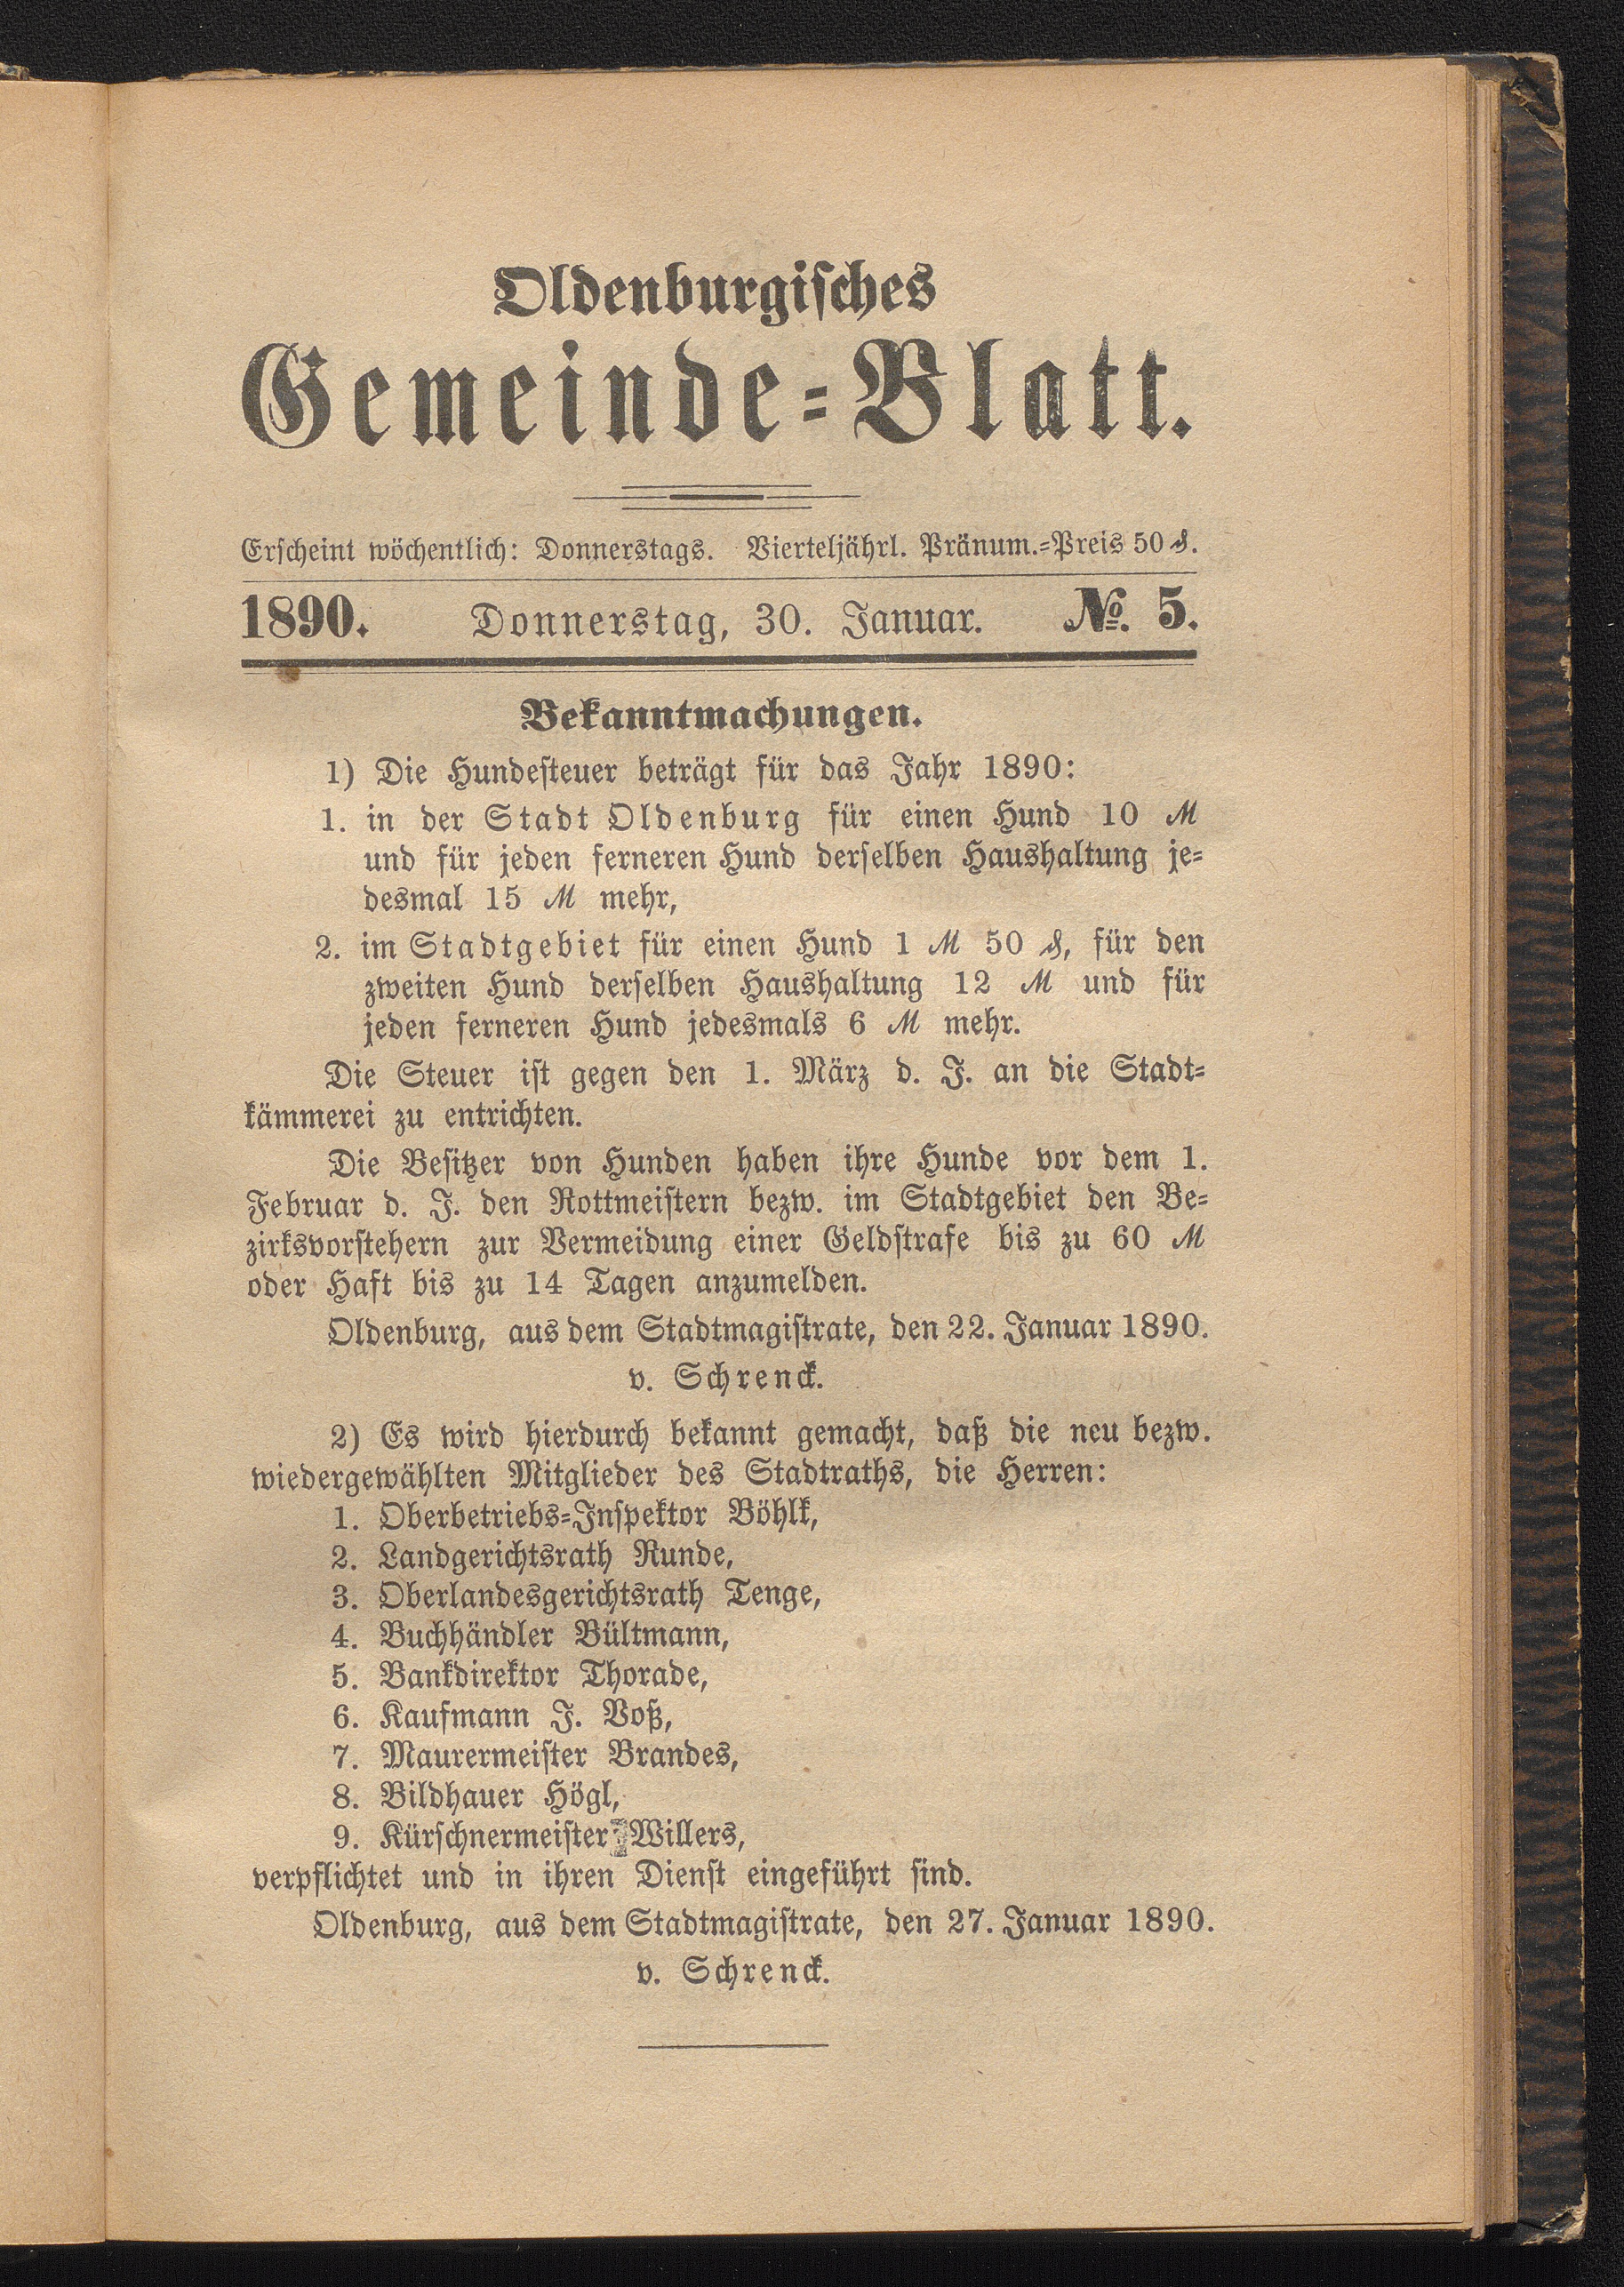 Oldenburgisches
Gemeinde-Blatt.
Erscheint wöchentlich: Donnerstags. Vierteljährl. Pränum.-Preis 50 ₰.
1890. Donnerstag, 30. Januar. No. 5.
Bekanntmachungen.
1) Die Hundesteuer beträgt für das Jahr 1890:
1. in der Stadt Oldenburg für einen Hund 10 ℳ
und für jeden ferneren Hund derselben Haushaltung je-
desmal 15 ℳ mehr,
2. im Stadtgebiet für einen Hund 1 ℳ 50 ₰, für den
zweiten Hund derselben Haushaltung 12 ℳ und für
jeden ferneren Hund jedesmals 6 ℳ mehr.
Die Steuer ist gegen den 1. März d. J. an die Stadt-
kämmerei zu entrichten.
Die Besitzer von Hunden haben ihre Hunde vor dem 1.
Februar d. J. den Rottmeistern bezw. im Stadtgebiet den Be-
zirksvorstehern zur Vermeidung einer Geldstrafe bis zu 60 ℳ
oder Haft bis zu 14 Tagen anzumelden.
Oldenburg, aus dem Stadtmagistrate, den 22. Januar 1890.
v. Schrenck.
2) Es wird hierdurch bekannt gemacht, daß die neu bezw.
wiedergewählten Mitglieder des Stadtraths, die Herren:
1. Oberbetriebs-Inspektor Böhlk,
2. Landgerichtsrath Runde,
3. Oberlandesgerichtsrath Tenge,
4. Buchhändler Bültmann,
5. Bankdirektor Thorade,
6. Kaufmann J. Voß,
7. Maurermeister Brandes,
8. Bildhauer Högl,
9. Kürschnermeister Willers,
verpflichtet und in ihren Dienst eingeführt sind.
Oldenburg, aus dem Stadtmagistrate, den 27. Januar 1890.
v. Schrenck.